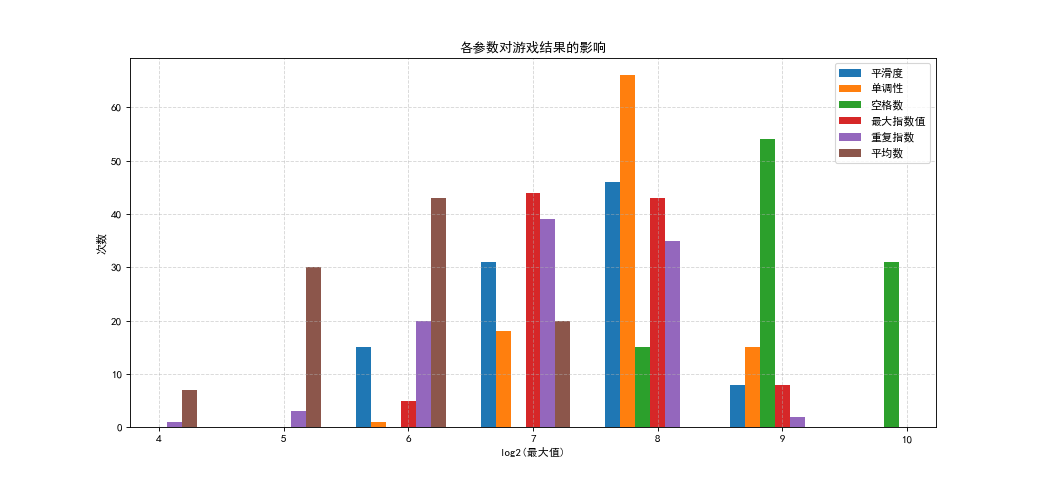 各参数对游戏结果的影响
平滑度
单调性
空格数
最大指数值
重复指数
平均数
次数
60
50
40
30
20
10
0
4 5 6 7 8 9 10
log2(最大值)